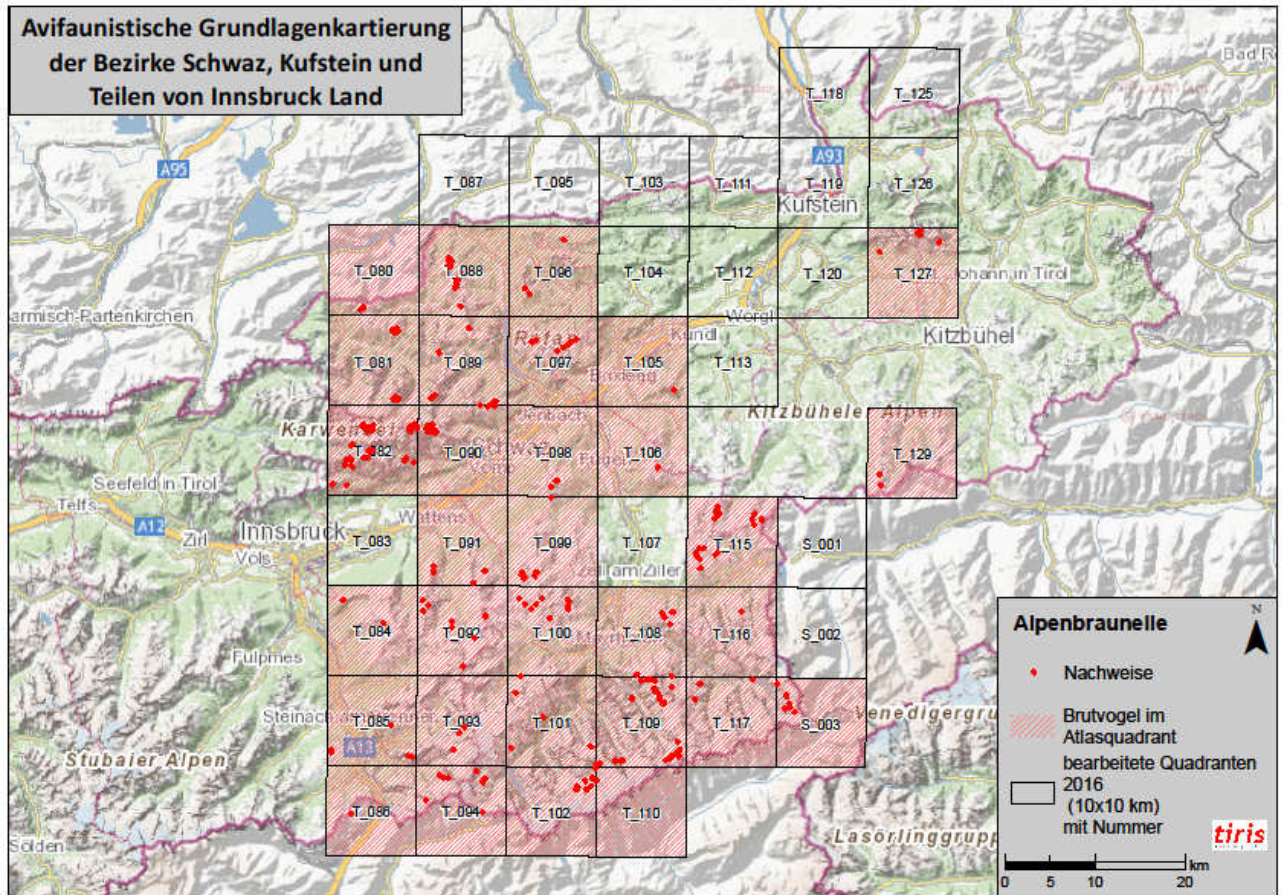 Avifaunistische Grundlagenkartierung
der Bezirke Schwaz, Kufstein und
Teilen von Innsbruck Land
T_118
T_125
A95
A93
T_087
T_095
T_103
T_111
T_119
T_126
Kufstein
T_080
T_088
T_096
T_104
T_112
T_120
T_127
Johann in Tirol
armisch-Partenkirchen
Wörgl
Kundl
Kitzbühel
T_081
T_089
T_097
T_105
T_113
Jenbach
Karwendel
Kitzbüheler Alpen
T_082
T_090
T_098
T_106
T_129
Vomp
Seefeld in Tirol
Telfs
A12
Zirl
Innsbruck
Völs
Wattens
T_083
T_091
T_099
T_107
T_115
S_001
Zell am Ziller
T_084
T_092
T_100
T_108
T_116
S_002
Fulpmes
T_085
T_093
T_101
T_109
T_117
S_003
Steinach am Brenner
A13
Stubaier Alpen
Venedigergru
T_086
T_094
T_102
T_110
Sölden
Lasörlinggrupp
Alpenbraunelle
N
Nachweise
Brutvogel im
Atlasquadrant
bearbeitete Quadranten
2016
(10x10 km)
mit Nummer
tiris
km
0 5 10 20